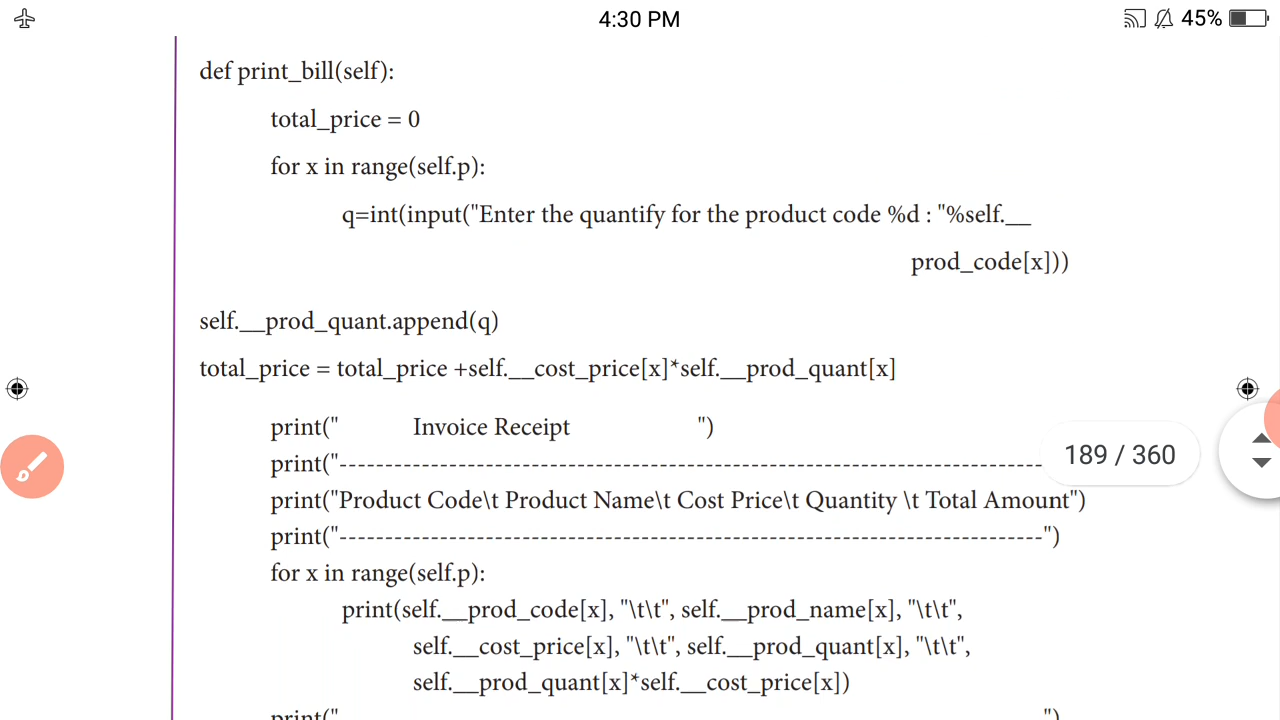 4:30 PM
45%
def print_bill(self):
total_price = 0
for x in range(self.p):
q=int(input("Enter the quantify for the product code %d : "%self.__
prod_code[x]))
self.__prod_quant.append(q)
total_price = total_price +self.__cost_price[x]*self.__prod_quant[x]
print(" Invoice Receipt ")
189 / 360
print("----------------------------------------------------------------------------
print("Product Code\t Product Name\t Cost Price\t Quantity \t Total Amount")
print("----------------------------------------------------------------------------")
for x in range(self.p):
print(self.__prod_code[x], "\t\t", self.__prod_name[x], "\t\t",
self.__cost_price[x], "\t\t", self.__prod_quant[x], "\t\t",
self.__prod_quant[x]*self.__cost_price[x])
print(" ")